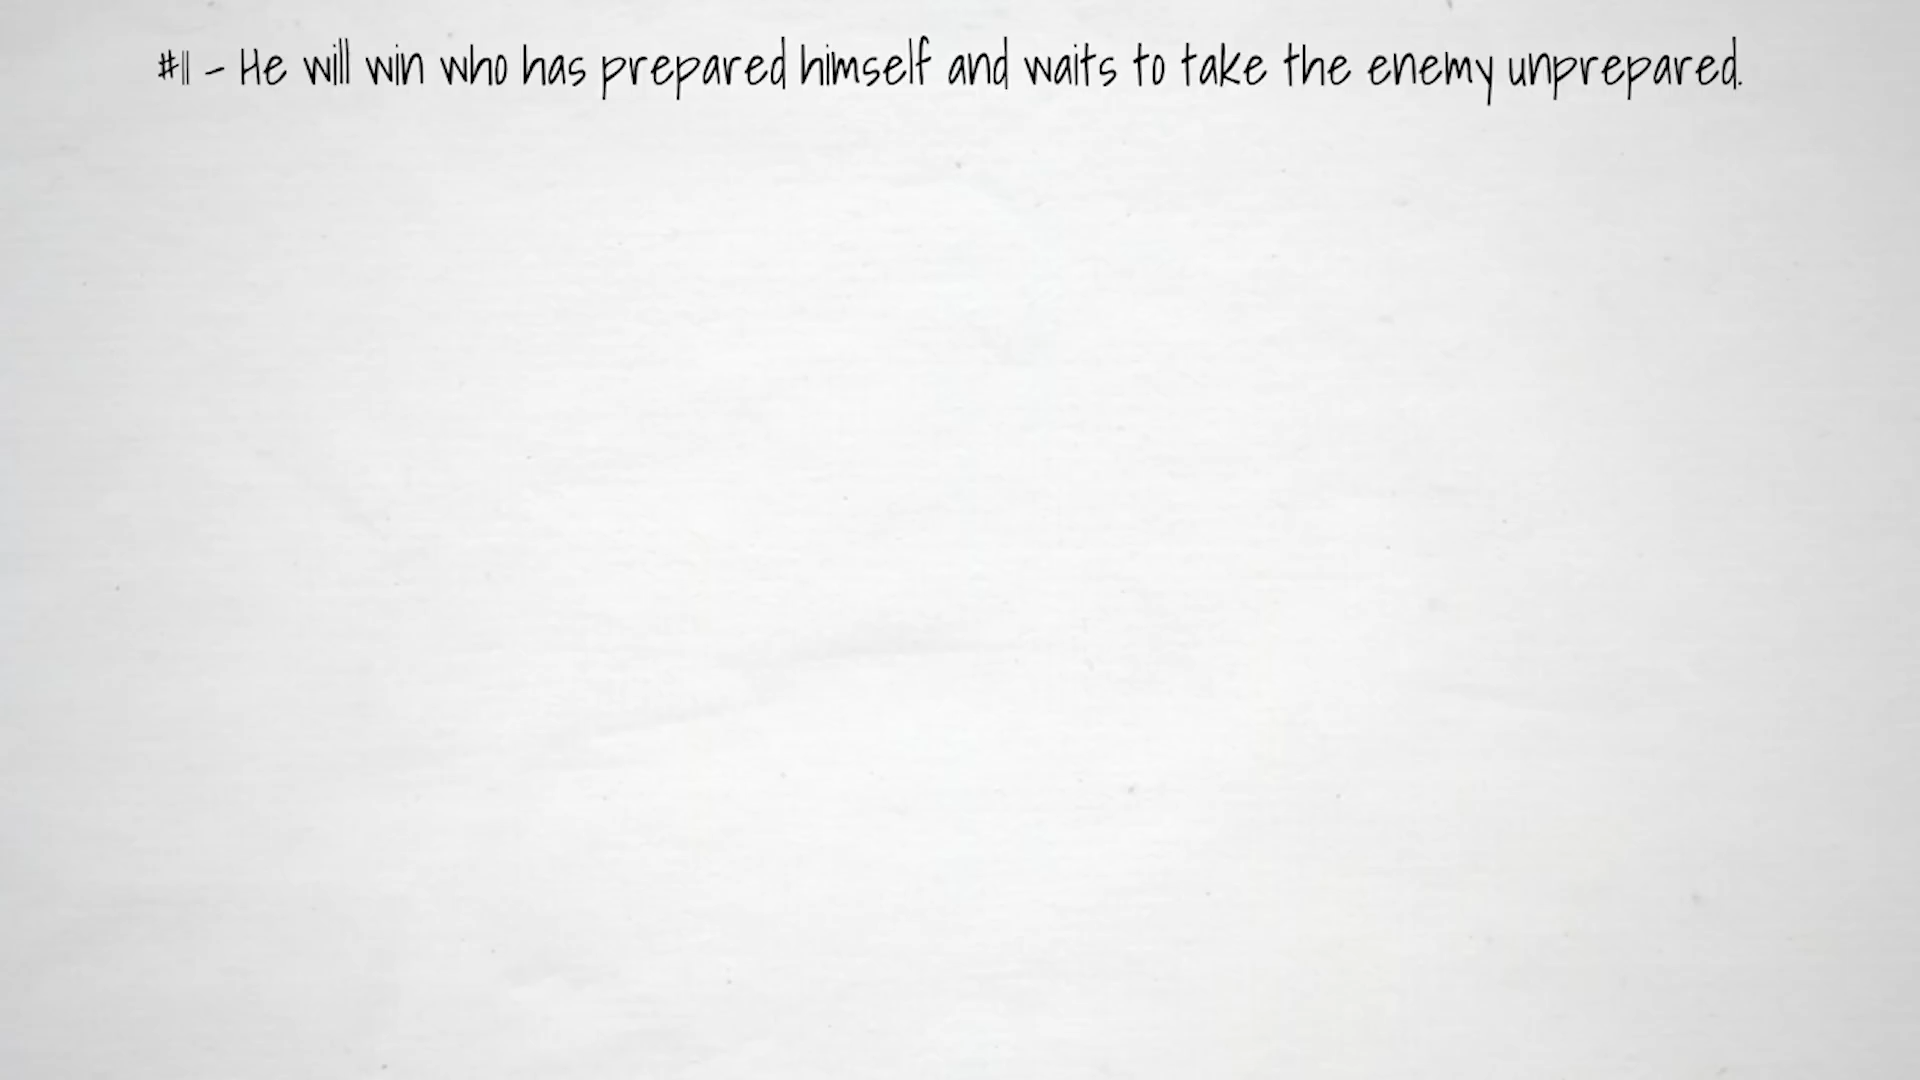 #11 - He will win who has prepared himself and waits to take the enemy unprepared.